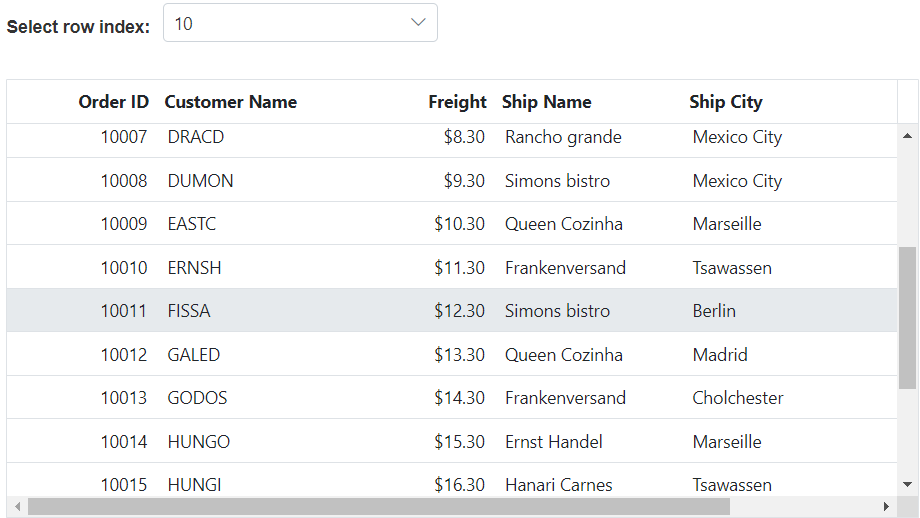 Select row index: 10
Order ID Customer Name Freight Ship Name Ship City
10007 DRACD $8.30 Rancho grande Mexico City
10008 DUMON $9.30 Simons bistro Mexico City
10009 EASTC $10.30 Queen Cozinha Marseille
10010 ERNSH $11.30 Frankenversand Tsawassen
10011 FISSA $12.30 Simons bistro Berlin
10012 GALED $13.30 Queen Cozinha Madrid
10013 GODOS $14.30 Frankenversand Cholchester
10014 HUNGO $15.30 Ernst Handel Marseille
10015 HUNGI $16.30 Hanari Carnes Tsawassen